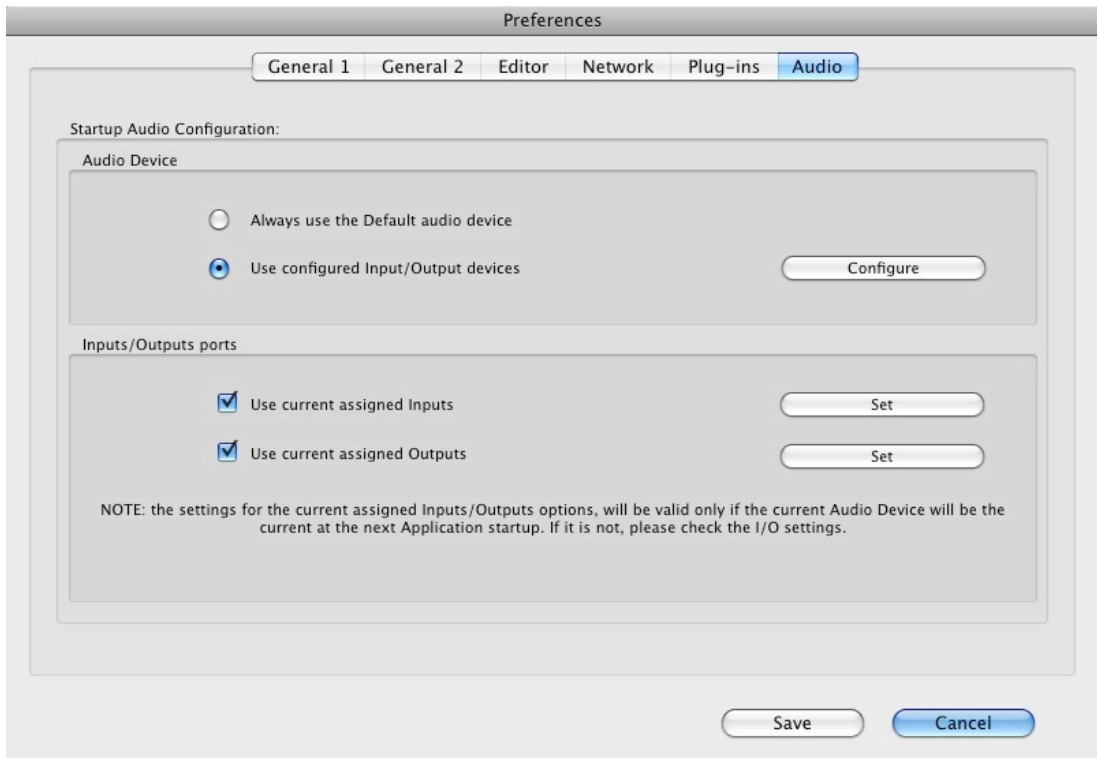 Preferences
General 1 General 2 Editor Network Plug-ins Audio
Startup Audio Configuration:
Audio Device
Always use the Default audio device
Use configured Input/Output devices Configure
Inputs/Outputs ports
Use current assigned Inputs Set
Use current assigned Outputs Set
NOTE: the settings for the current assigned Inputs/Outputs options, will be valid only if the current Audio Device will be the
current at the next Application startup. If it is not, please check the I/O settings.
Save Cancel